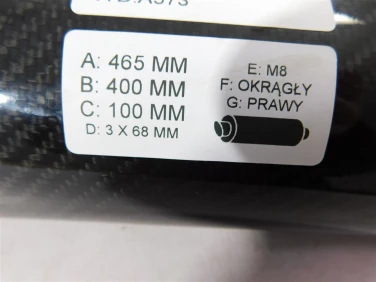 A: 465 MM
B: 400 MM
C: 100 MM
D: 3 X 68 MM
E: M8
F: OKRĄGŁY
G: PRAWY